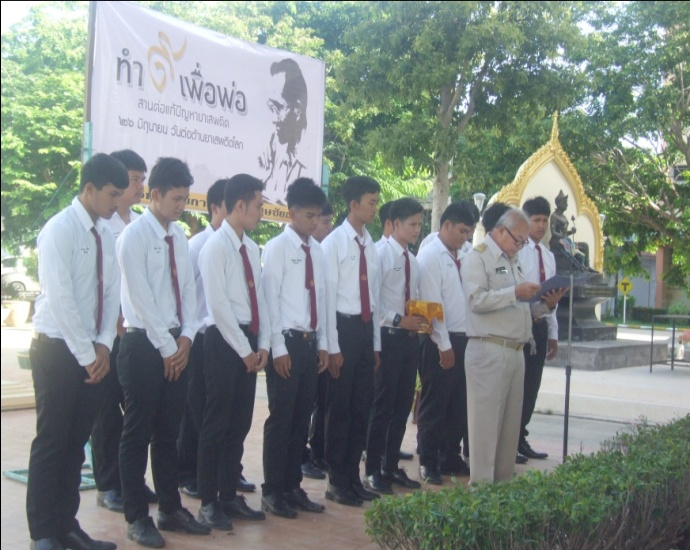 ทำ ดี เพื่อพ่อ
สานต่อแก้ปัญหายาเสพติด
๒๖ มิถุนายน วันต่อต้านยาเสพติดโลก